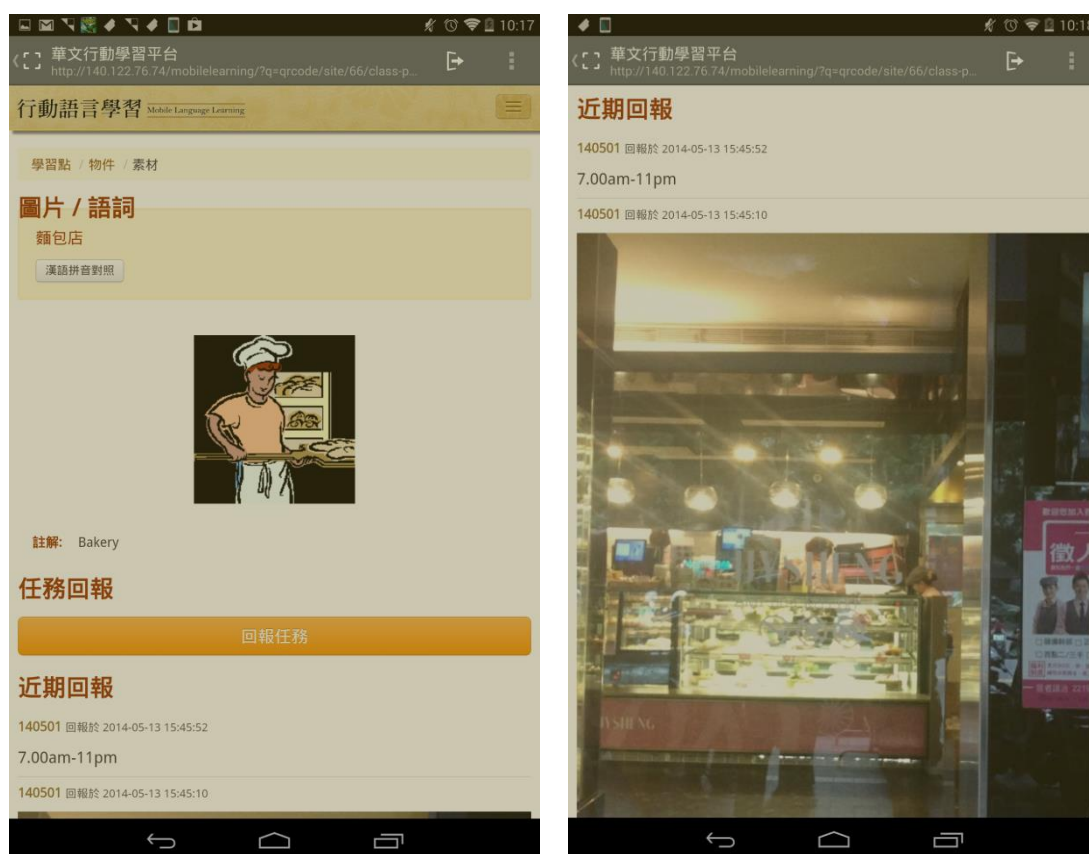 10:17
華文行動學習平台
http://140.122.76.74/mobilelearning/?q=qrcode/site/66/class-p...
行動語言學習 Mobile Language Learning
學習點 / 物件 / 素材
圖片 / 語詞
麵包店
漢語拼音對照
註解: Bakery
任務回報
回報任務
近期回報
140501 回報於 2014-05-13 15:45:52
7.00am-11pm
140501 回報於 2014-05-13 15:45:10
10:18
華文行動學習平台
http://140.122.76.74/mobilelearning/?q=qrcode/site/66/class-p...
近期回報
140501 回報於 2014-05-13 15:45:52
7.00am-11pm
140501 回報於 2014-05-13 15:45:10
徵人